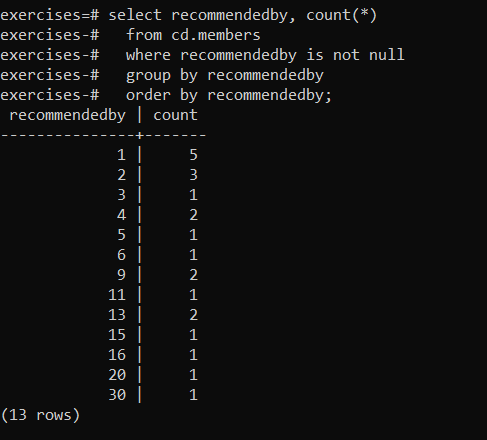 exercises=# select recommendedby, count(*)
exercises-#   from cd.members
exercises-#   where recommendedby is not null
exercises-#   group by recommendedby
exercises-#   order by recommendedby;
 recommendedby | count
---------------+-------
             1 |     5
             2 |     3
             3 |     1
             4 |     2
             5 |     1
             6 |     1
             9 |     2
            11 |     1
            13 |     2
            15 |     1
            16 |     1
            20 |     1
            30 |     1
(13 rows)